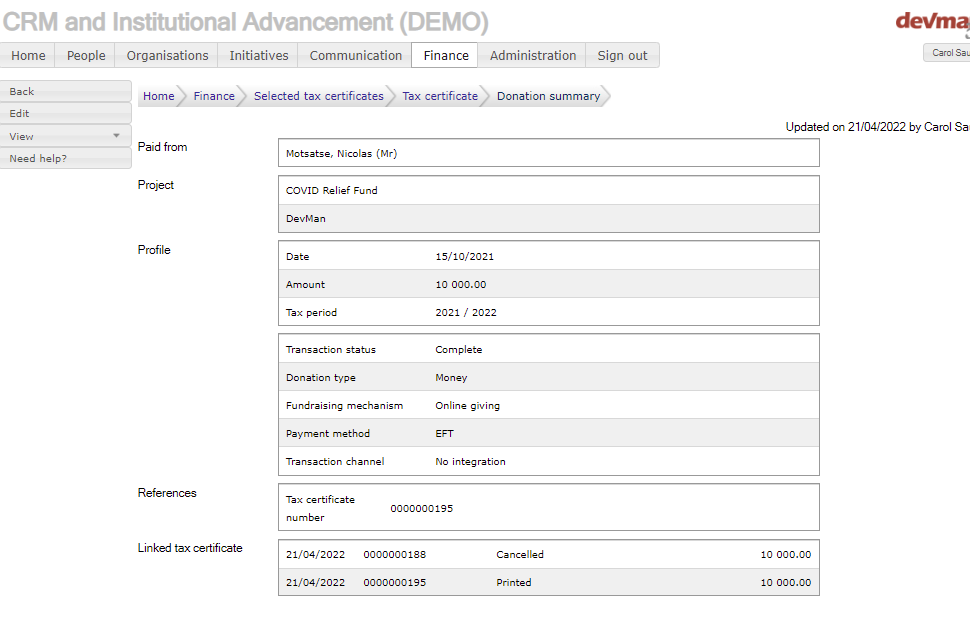 CRM and Institutional Advancement (DEMO)
devma
Home People Organisations Initiatives Communication Finance Administration Sign out
Carol Sau
Back
Edit
View
Need help?
Home Finance Selected tax certificates Tax certificate Donation summary
Updated on 21/04/2022 by Carol Sa
Paid from
Motsatse, Nicolas (Mr)
Project
COVID Relief Fund
DevMan
Profile
Date 15/10/2021
Amount 10 000.00
Tax period 2021 / 2022
Transaction status Complete
Donation type Money
Fundraising mechanism Online giving
Payment method EFT
Transaction channel No integration
References
Tax certificate
number 0000000195
Linked tax certificate
21/04/2022 0000000188 Cancelled 10 000.00
21/04/2022 0000000195 Printed 10 000.00